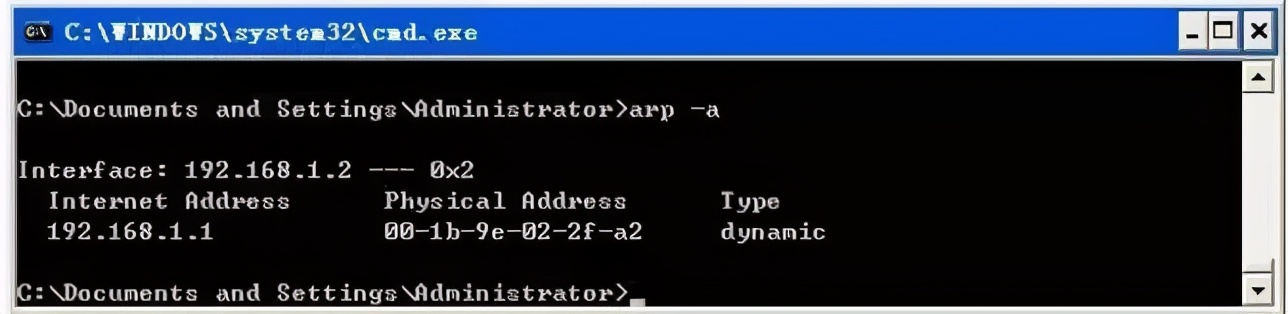 C:\WINDOWS\system32\cmd.exe
C:\Documents and Settings\Administrator>arp -a
Interface: 192.168.1.2 --- 0x2
Internet Address Physical Address Type
192.168.1.1 00-1b-9e-02-2f-a2 dynamic
C:\Documents and Settings\Administrator>_